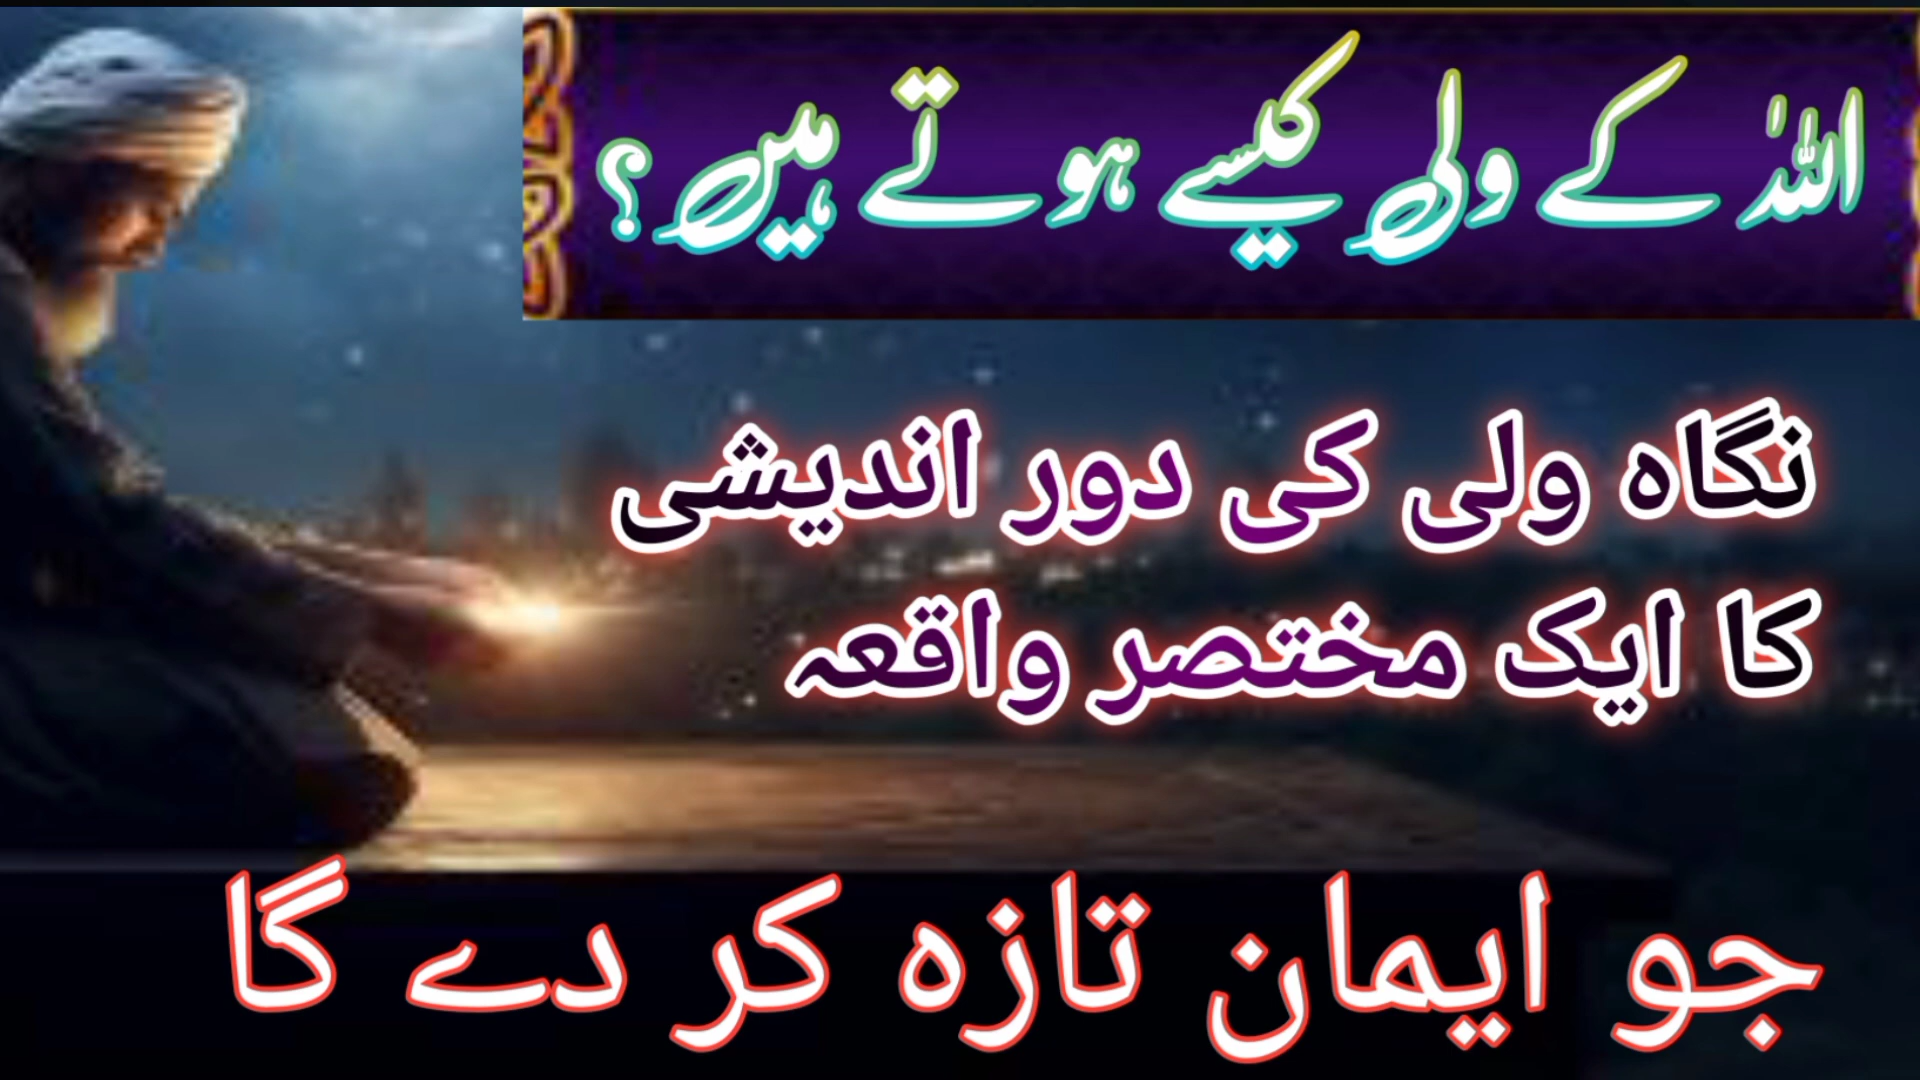 اللہ کے ولی کیسے ہوتے ہیں؟
نگاہ ولی کی دور اندیشی
کا ایک مختصر واقعہ
جو ایمان تازہ کر دے گا